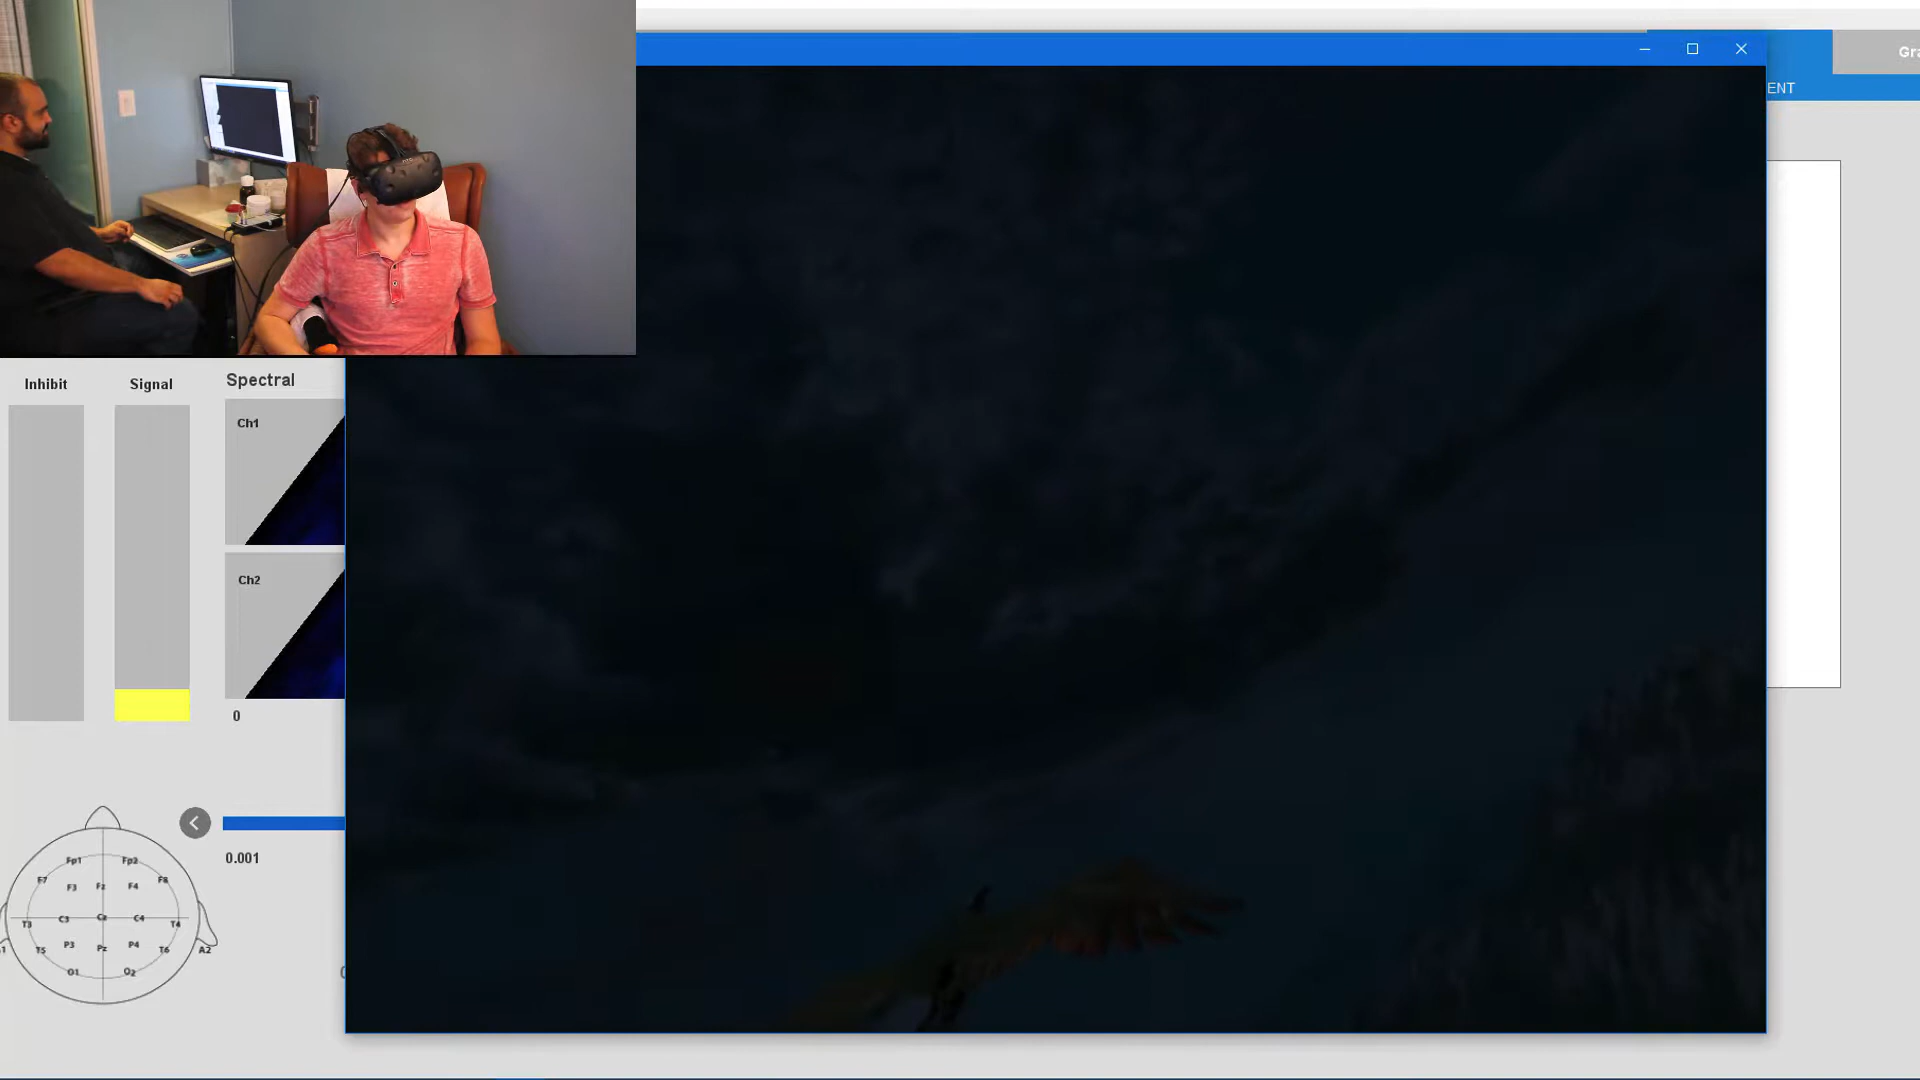 Gra
ENT
Inhibit
Signal
Spectral
Ch1
Ch2
0
0.001
Fp1
Fp2
F7
F3
Fz
F4
F8
T3
C3
Cz
C4
T4
A2
T5
P3
Pz
P4
T6
O1
O2